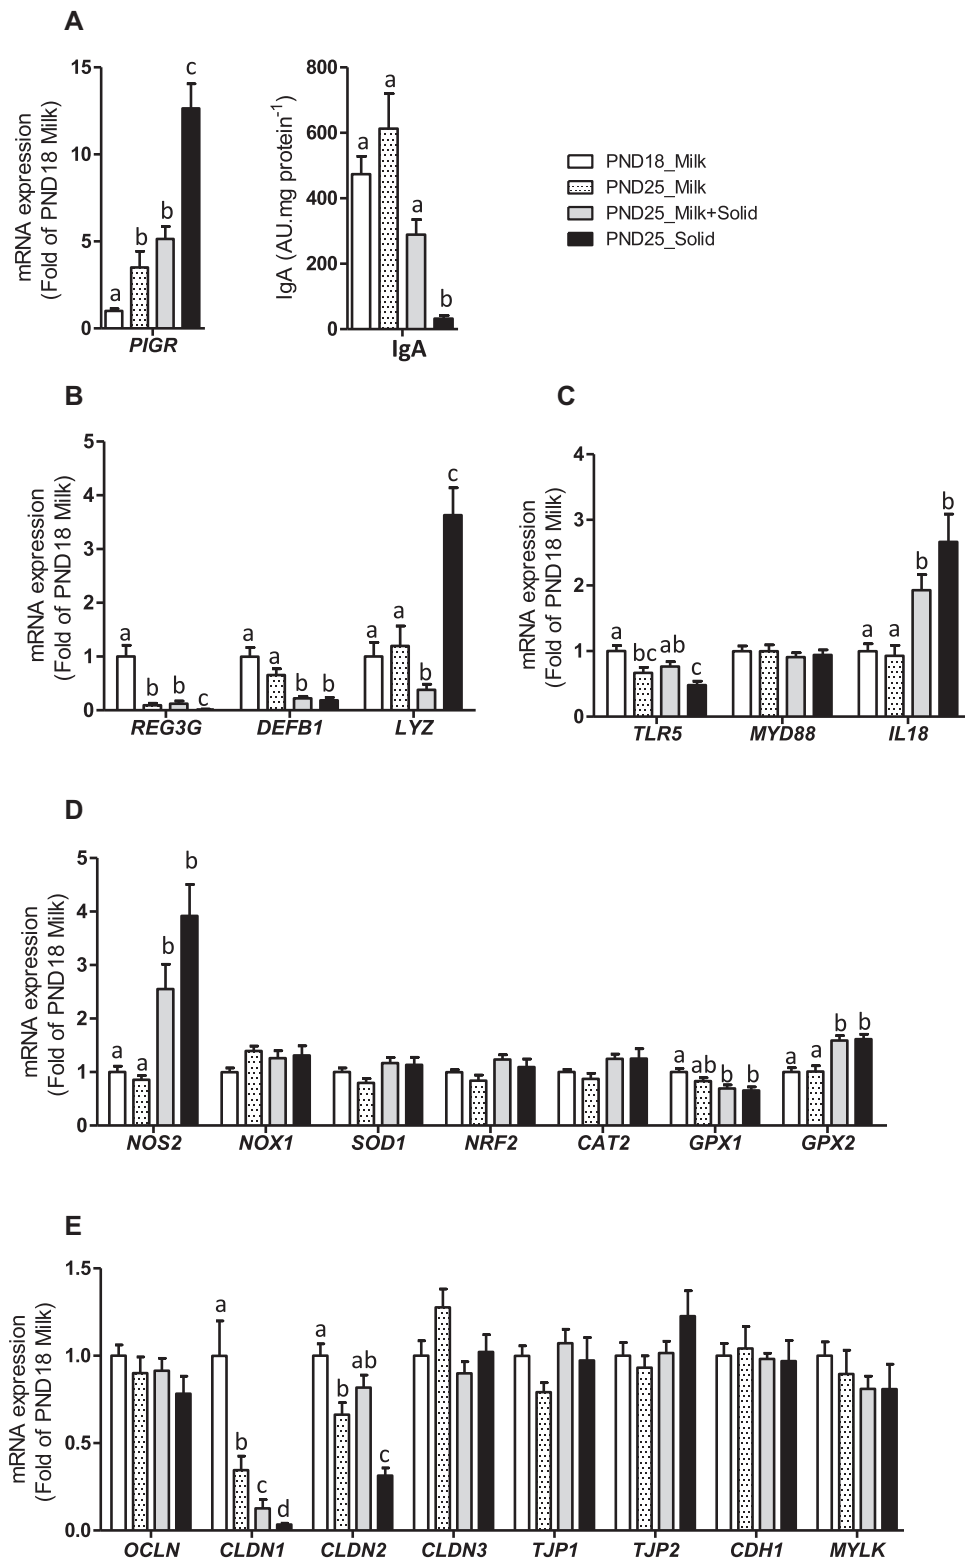 A
mRNA expression
(Fold of PND18 Milk)
15
10
5
0
a
b
b
c
PIGR
IgA (AU.mg protein⁻¹)
800
600
400
200
0
a
a
a
b
IgA
PND18_Milk
PND25_Milk
PND25_Milk+Solid
PND25_Solid
B
mRNA expression
(Fold of PND18 Milk)
5
4
3
2
1
0
a
b
b
c
a
a
b
b
a
a
b
c
REG3G
DEFB1
LYZ
C
mRNA expression
(Fold of PND18 Milk)
4
3
2
1
0
a
bc
ab
c
a
a
b
b
TLR5
MYD88
IL18
D
mRNA expression
(Fold of PND18 Milk)
5
4
3
2
1
0
a
a
b
b
a
ab
b
b
a
a
b
b
NOS2
NOX1
SOD1
NRF2
CAT2
GPX1
GPX2
E
mRNA expression
(Fold of PND18 Milk)
1.5
1.0
0.5
0.0
a
b
c
d
a
b
ab
c
OCLN
CLDN1
CLDN2
CLDN3
TJP1
TJP2
CDH1
MYLK